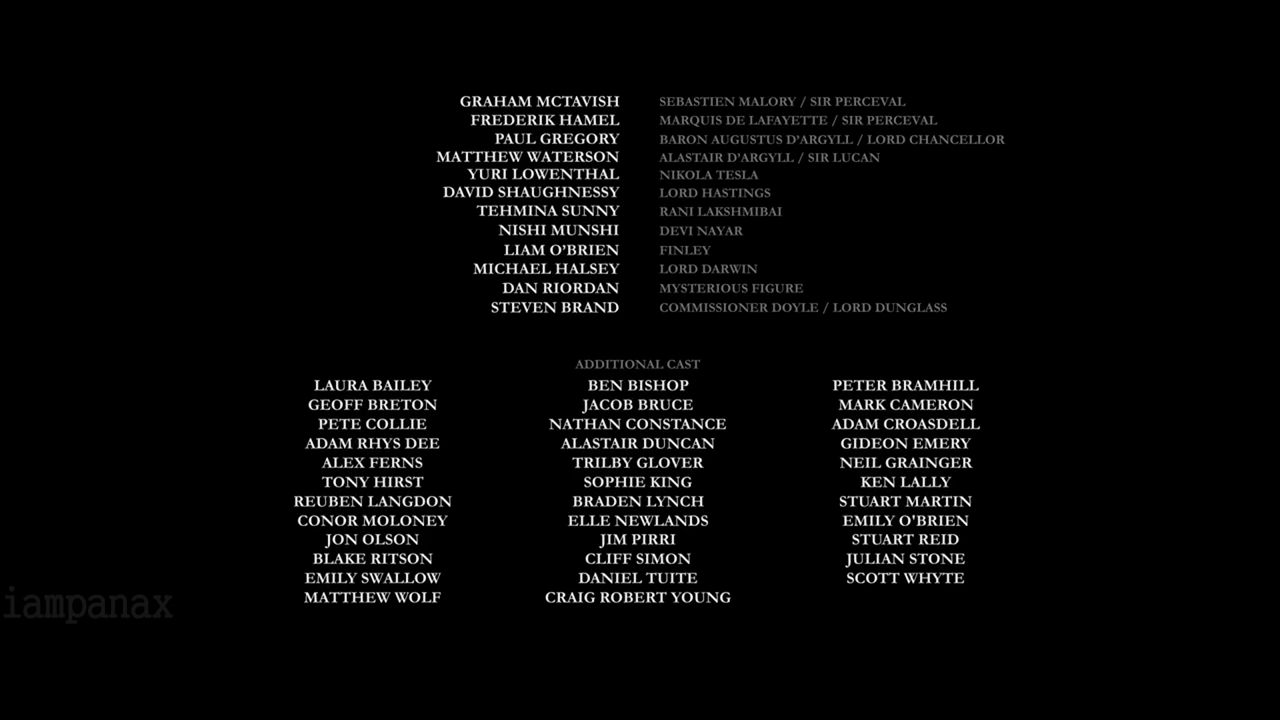 GRAHAM MCTAVISH SEBASTIEN MALORY / SIR PERCEVAL
FREDERIK HAMEL MARQUIS DE LAFAYETTE / SIR PERCEVAL
PAUL GREGORY BARON AUGUSTUS D'ARGYLL / LORD CHANCELLOR
MATTHEW WATERSON ALASTAIR D'ARGYLL / SIR LUCAN
YURI LOWENTHAL NIKOLA TESLA
DAVID SHAUGHNESSY LORD HASTINGS
TEHMINA SUNNY RANI LAKSHMIBAI
NISHI MUNSHI DEVI NAYAR
LIAM O'BRIEN FINLEY
MICHAEL HALSEY LORD DARWIN
DAN RIORDAN MYSTERIOUS FIGURE
STEVEN BRAND COMMISSIONER DOYLE / LORD DUNGLASS
ADDITIONAL CAST
LAURA BAILEY BEN BISHOP PETER BRAMHILL
GEOFF BRETON JACOB BRUCE MARK CAMERON
PETE COLLIE NATHAN CONSTANCE ADAM CROASDELL
ADAM RHYS DEE ALASTAIR DUNCAN GIDEON EMERY
ALEX FERNS TRILBY GLOVER NEIL GRAINGER
TONY HIRST SOPHIE KING KEN LALLY
REUBEN LANGDON BRADEN LYNCH STUART MARTIN
CONOR MOLONEY ELLE NEWLANDS EMILY O'BRIEN
JON OLSON JIM PIRRI STUART REID
BLAKE RITSON CLIFF SIMON JULIAN STONE
EMILY SWALLOW DANIEL TUITE SCOTT WHYTE
MATTHEW WOLF CRAIG ROBERT YOUNG
iampanax